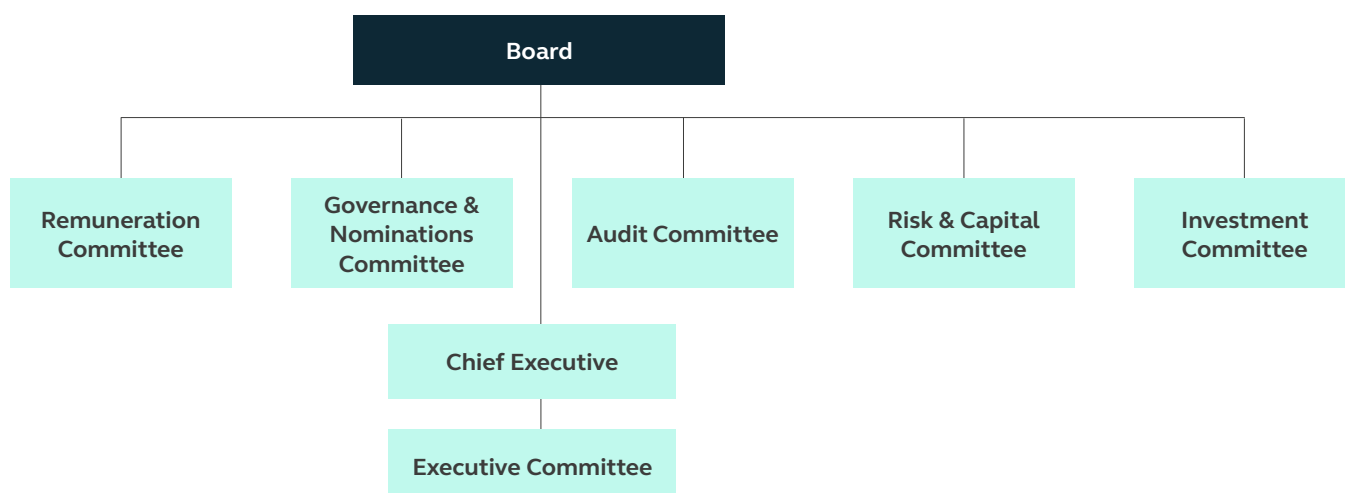 Board
Remuneration
Committee
Governance &
Nominations
Committee
Audit Committee
Risk & Capital
Committee
Investment
Committee
Chief Executive
Executive Committee